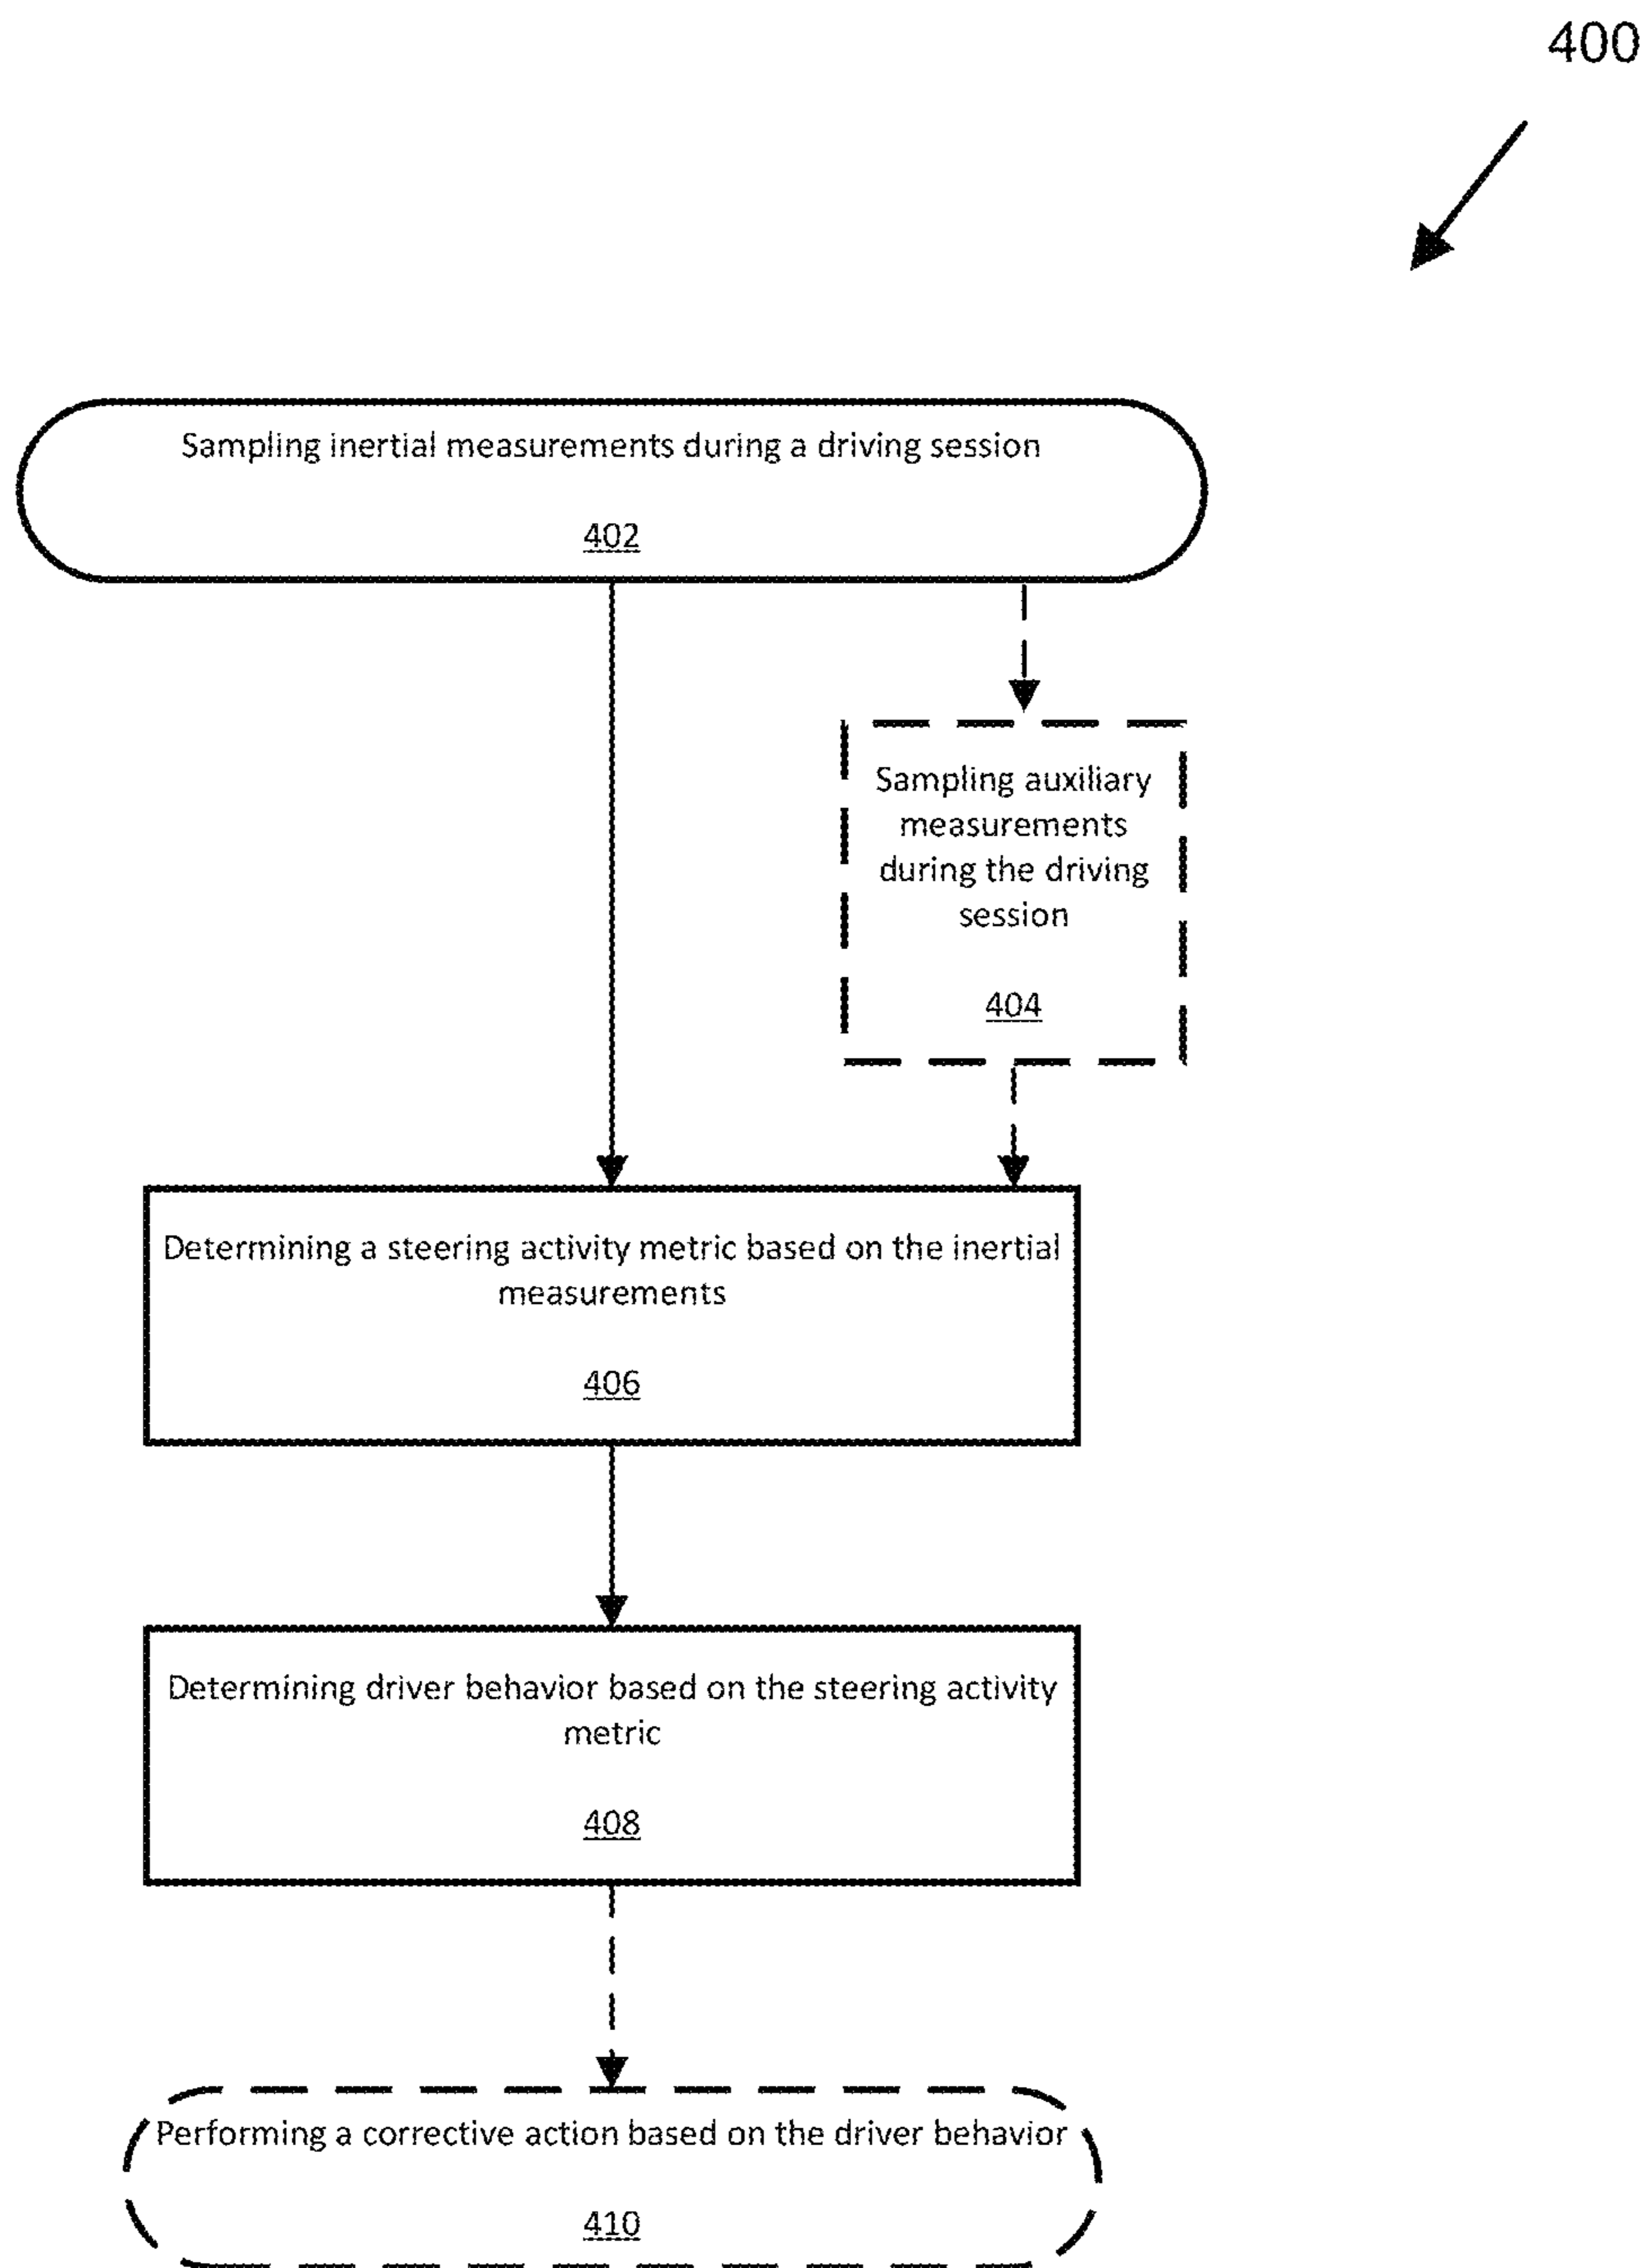 400
Sampling inertial measurements during a driving session
402
Sampling auxiliary
measurements
during the driving
session
404
Determining a steering activity metric based on the inertial
measurements
406
Determining driver behavior based on the steering activity
metric
408
Performing a corrective action based on the driver behavior
410